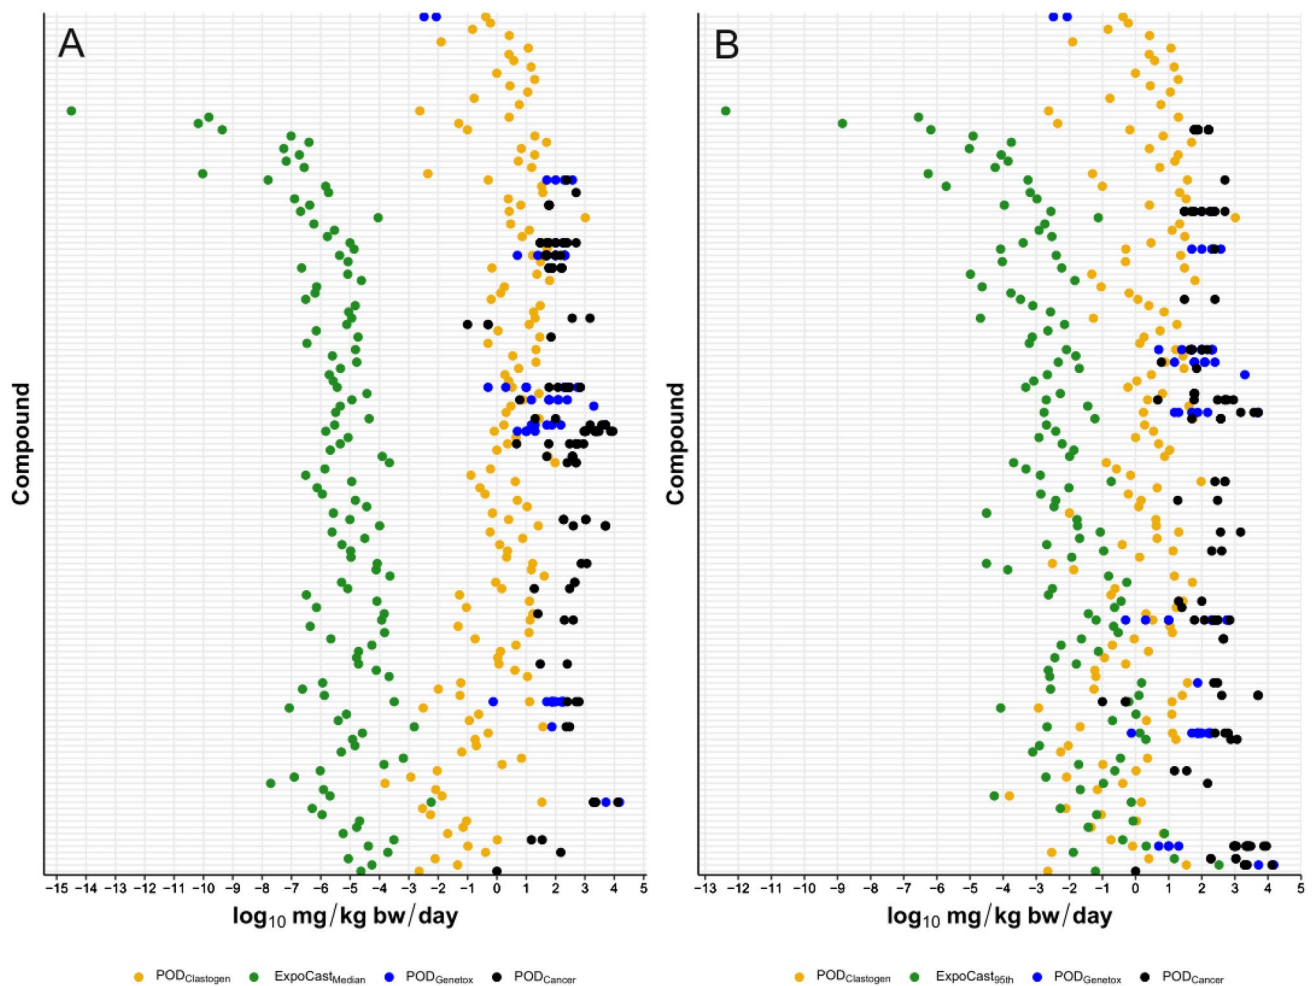 A
B
Compound
Compound
−15 −14 −13 −12 −11 −10 −9 −8 −7 −6 −5 −4 −3 −2 −1 0 1 2 3 4 5
−13 −12 −11 −10 −9 −8 −7 −6 −5 −4 −3 −2 −1 0 1 2 3 4 5
log10 mg/kg bw/day
log10 mg/kg bw/day
PODClastogen ExpoCastMedian PODGenetox PODCancer
PODClastogen ExpoCast95th PODGenetox PODCancer